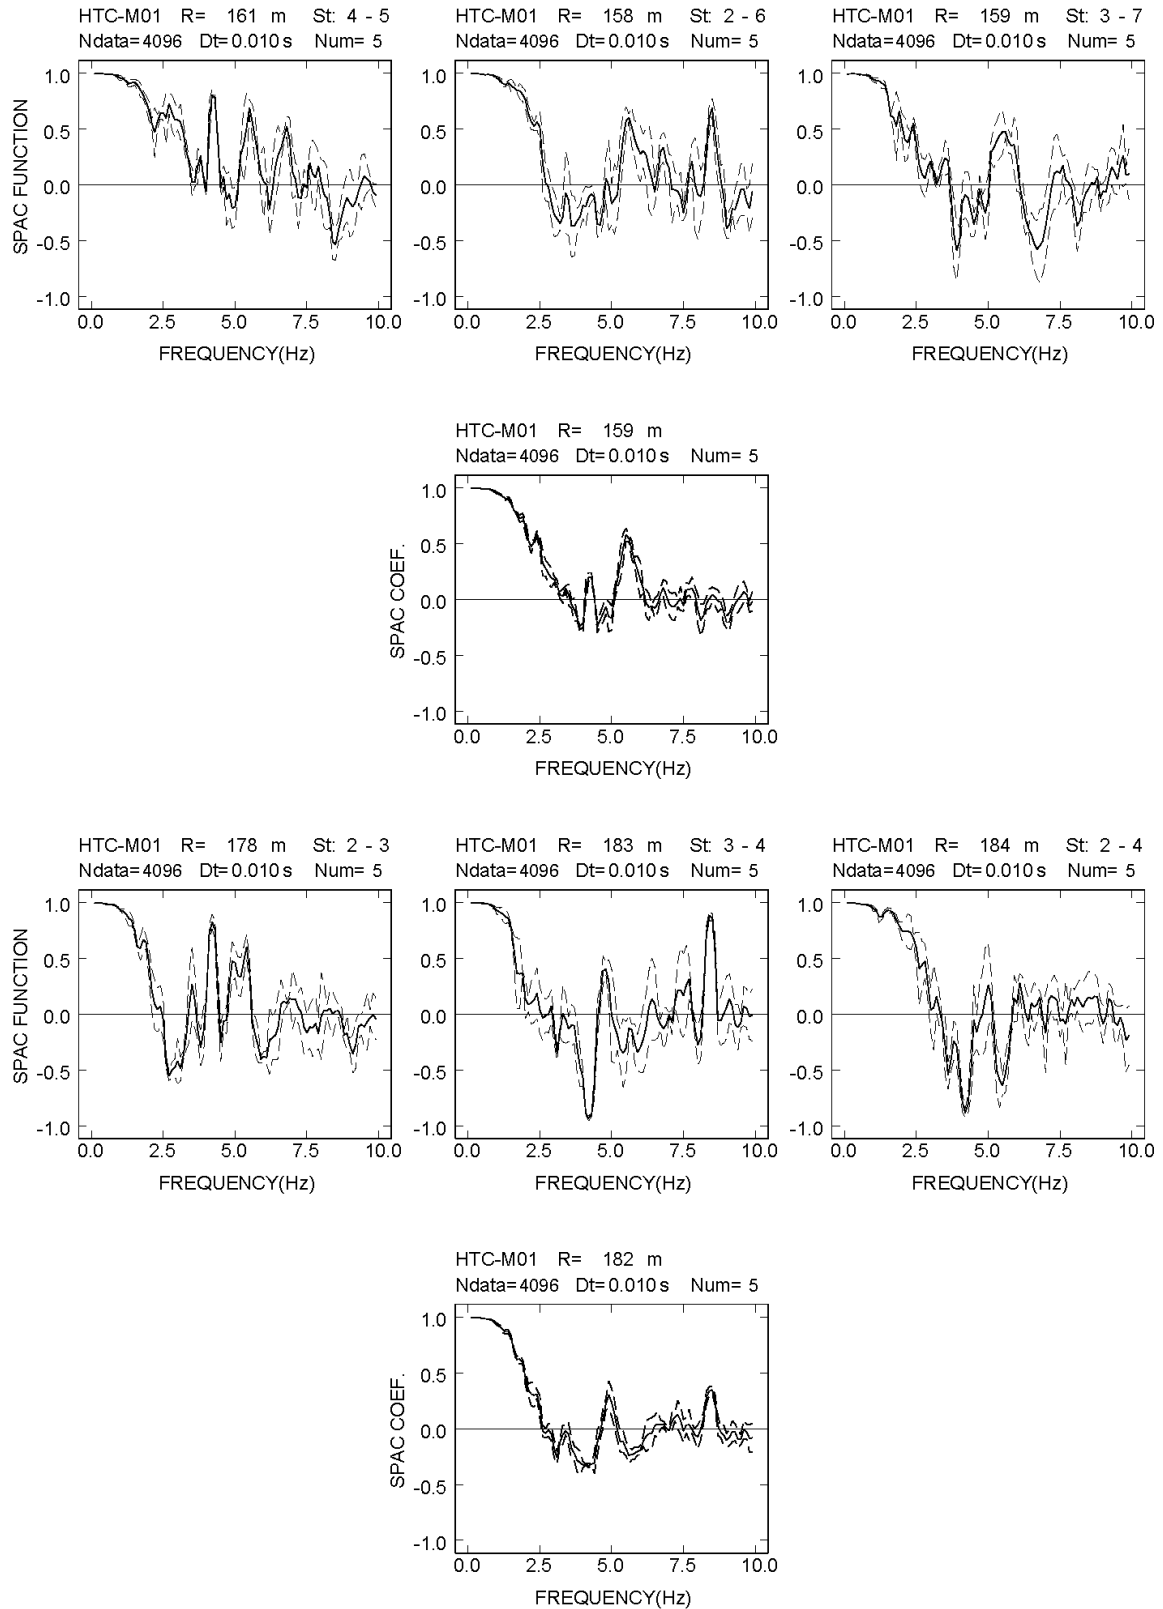 HTC-M01 R= 161 m St: 4 - 5
Ndata=4096 Dt=0.010 s Num= 5
1.0
0.5
0.0
-0.5
-1.0
SPAC FUNCTION
0.0 2.5 5.0 7.5 10.0
FREQUENCY(Hz)
HTC-M01 R= 158 m St: 2 - 6
Ndata=4096 Dt=0.010 s Num= 5
1.0
0.5
0.0
-0.5
-1.0
0.0 2.5 5.0 7.5 10.0
FREQUENCY(Hz)
HTC-M01 R= 159 m St: 3 - 7
Ndata=4096 Dt=0.010 s Num= 5
1.0
0.5
0.0
-0.5
-1.0
0.0 2.5 5.0 7.5 10.0
FREQUENCY(Hz)
HTC-M01 R= 159 m
Ndata=4096 Dt=0.010 s Num= 5
1.0
0.5
0.0
-0.5
-1.0
SPAC COEF.
0.0 2.5 5.0 7.5 10.0
FREQUENCY(Hz)
HTC-M01 R= 178 m St: 2 - 3
Ndata=4096 Dt=0.010 s Num= 5
1.0
0.5
0.0
-0.5
-1.0
SPAC FUNCTION
0.0 2.5 5.0 7.5 10.0
FREQUENCY(Hz)
HTC-M01 R= 183 m St: 3 - 4
Ndata=4096 Dt=0.010 s Num= 5
1.0
0.5
0.0
-0.5
-1.0
0.0 2.5 5.0 7.5 10.0
FREQUENCY(Hz)
HTC-M01 R= 184 m St: 2 - 4
Ndata=4096 Dt=0.010 s Num= 5
1.0
0.5
0.0
-0.5
-1.0
0.0 2.5 5.0 7.5 10.0
FREQUENCY(Hz)
HTC-M01 R= 182 m
Ndata=4096 Dt=0.010 s Num= 5
1.0
0.5
0.0
-0.5
-1.0
SPAC COEF.
0.0 2.5 5.0 7.5 10.0
FREQUENCY(Hz)